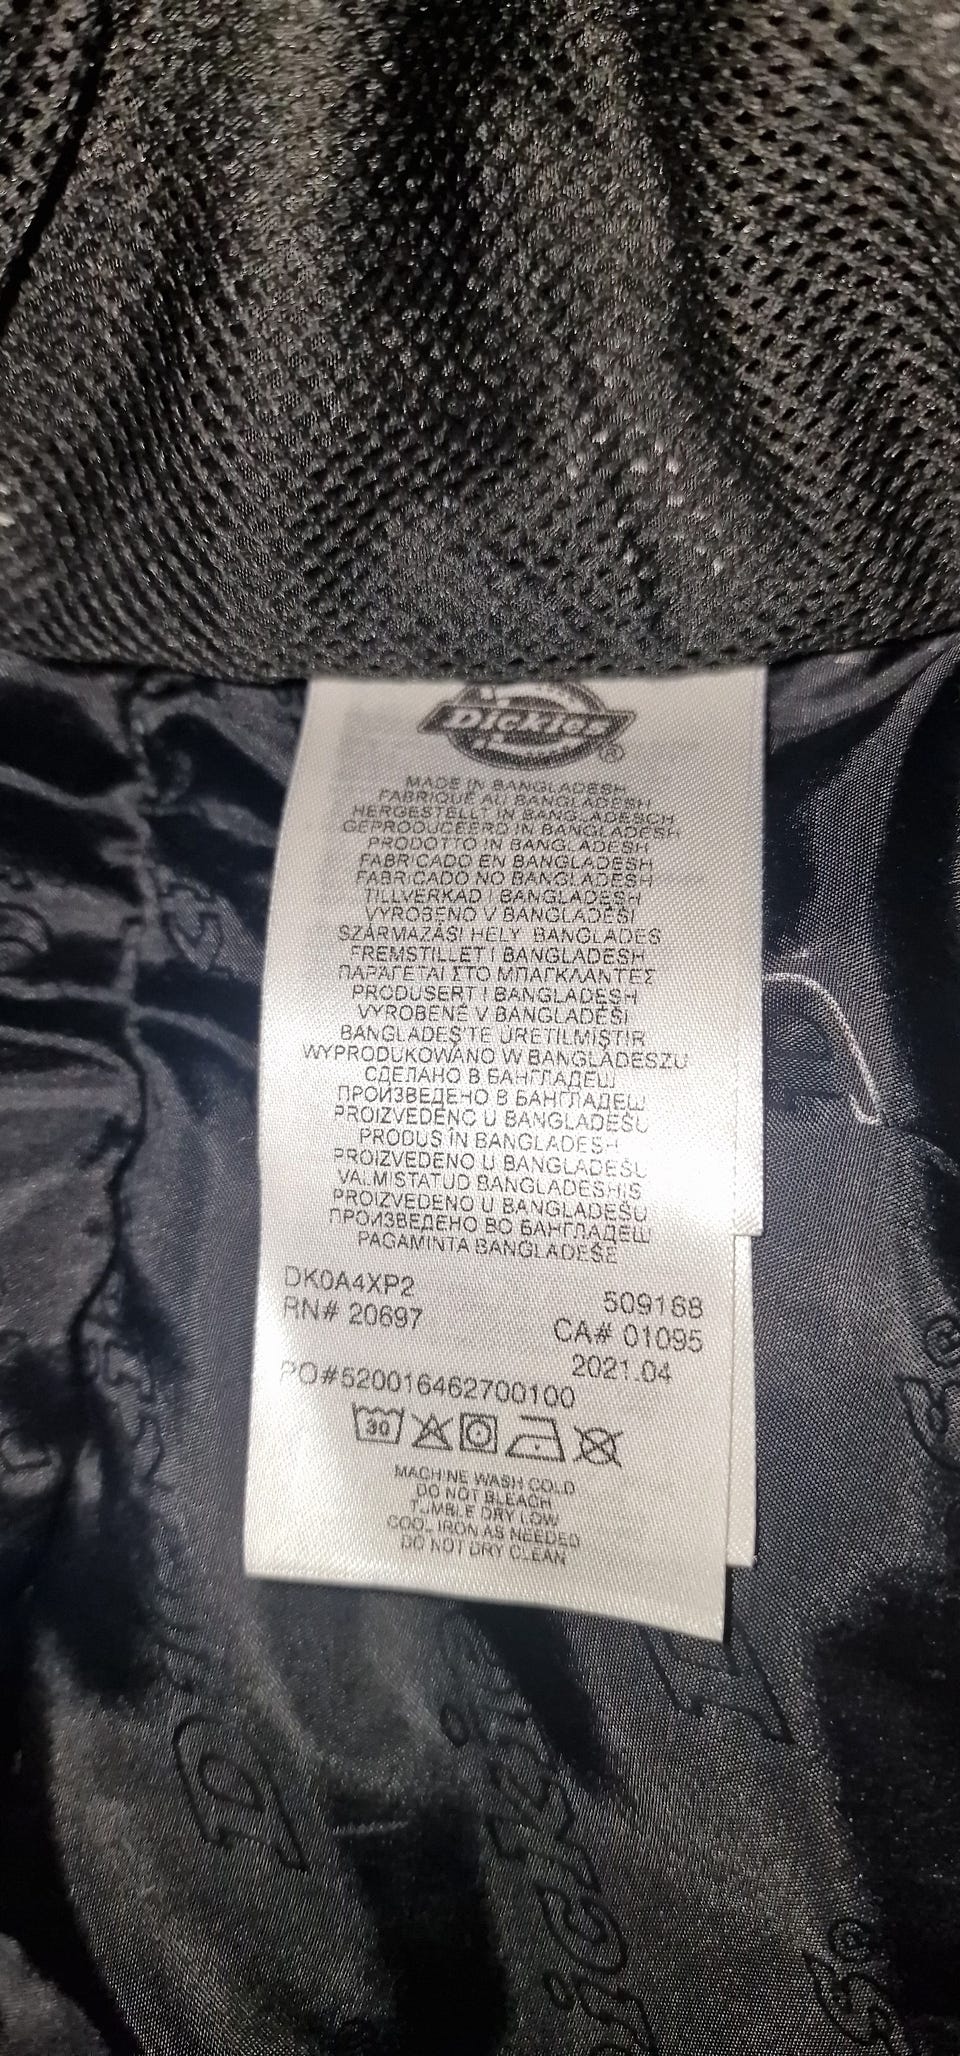 Dickies®
MADE IN BANGLADESH
FABRIQUÉ AU BANGLADESH
HERGESTELLT IN BANGLADESCH
GEPRODUCEERD IN BANGLADESH
PRODOTTO IN BANGLADESH
FABRICADO EN BANGLADESH
FABRICADO NO BANGLADESH
TILLVERKAD I BANGLADESH
VYROBENO V BANGLADÉŠI
SZÁRMAZÁSI HELY BANGLADES
FREMSTILLET I BANGLADESH
ΠΑΡΑΓΕΤΑΙ ΣΤΟ ΜΠΑΓΚΛΑΝΤΕΣ
PRODUSERT I BANGLADESH
VYROBENÉ V BANGLADÉŠI
BANGLADEŞ'TE ÜRETİLMİŞTİR
WYPRODUKOWANO W BANGLADESZU
СДЕЛАНО В БАНГЛАДЕШ
ПРОИЗВЕДЕНО В БАНГЛАДЕШ
PROIZVEDENO U BANGLADEŠU
PRODUS ÎN BANGLADESH
PROIZVEDENO U BANGLADEŠU
VALMISTATUD BANGLADESHIS
PROIZVEDENO U BANGLADEŠU
ПРОИЗВЕДЕНО ВО БАНГЛАДЕШ
PAGAMINTA BANGLADEŠE
DK0A4XP2 509168
RN# 20697 CA# 01095
2021.04
PO#520016462700100
30
MACHINE WASH COLD
DO NOT BLEACH
TUMBLE DRY LOW
COOL IRON AS NEEDED
DO NOT DRY CLEAN
Dickies